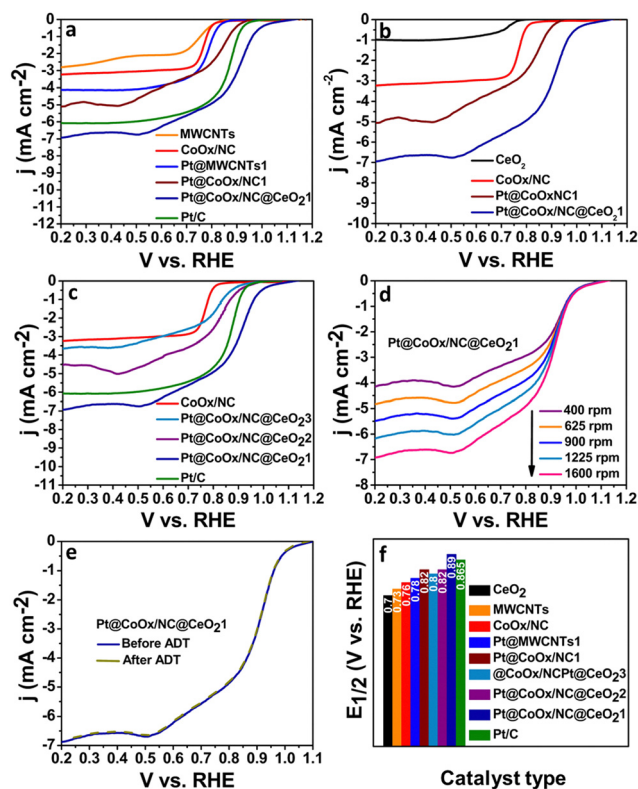 a
j (mA cm-2)
0
-1
-2
-3
-4
-5
-6
-7
-8
-9
-10
-11
-12
MWCNTs
CoOx/NC
Pt@MWCNTs1
Pt@CoOx/NC1
Pt@CoOx/NC@CeO₂1
Pt/C
0.2 0.3 0.4 0.5 0.6 0.7 0.8 0.9 1.0 1.1 1.2
V vs. RHE
b
j (mA cm-2)
0
-1
-2
-3
-4
-5
-6
-7
-8
-9
-10
CeO₂
CoOx/NC
Pt@CoOxNC1
Pt@CoOx/NC@CeO₂1
0.2 0.3 0.4 0.5 0.6 0.7 0.8 0.9 1.0 1.1 1.2
V vs. RHE
c
j (mA cm-2)
0
-1
-2
-3
-4
-5
-6
-7
-8
-9
-10
-11
CoOx/NC
Pt@CoOx/NC@CeO₂3
Pt@CoOx/NC@CeO₂2
Pt@CoOx/NC@CeO₂1
Pt/C
0.2 0.3 0.4 0.5 0.6 0.7 0.8 0.9 1.0 1.1 1.2
V vs. RHE
d
j (mA cm-2)
0
-1
-2
-3
-4
-5
-6
-7
-8
Pt@CoOx/NC@CeO₂1
400 rpm
625 rpm
900 rpm
1225 rpm
1600 rpm
0.2 0.4 0.6 0.8 1.0 1.2
V vs. RHE
e
j (mA cm-2)
0
-1
-2
-3
-4
-5
-6
-7
Pt@CoOx/NC@CeO₂1
Before ADT
After ADT
0.2 0.3 0.4 0.5 0.6 0.7 0.8 0.9 1.0 1.1
V vs. RHE
f
E1/2 (V vs. RHE)
0.7
0.73
0.76
0.78
0.82
0.8
0.82
0.89
0.865
CeO₂
MWCNTs
CoOx/NC
Pt@MWCNTs1
Pt@CoOx/NC1
@CoOx/NCPt@CeO₂3
Pt@CoOx/NC@CeO₂2
Pt@CoOx/NC@CeO₂1
Pt/C
Catalyst type